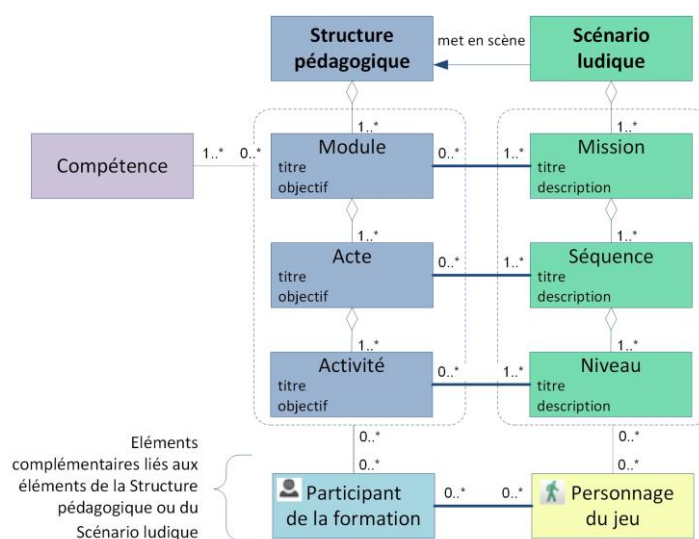 Structure
pédagogique
met en scène
Scénario
ludique
1..*
1..*
Compétence
1..*
0..*
Module
titre
objectif
0..*
1..*
Mission
titre
description
1..*
1..*
Acte
titre
objectif
0..*
1..*
Séquence
titre
description
1..*
1..*
Activité
titre
objectif
0..*
1..*
Niveau
titre
description
Eléments
complémentaires liés aux
éléments de la Structure
pédagogique ou du
Scénario ludique
0..*
0..*
0..*
0..*
Participant
de la formation
0..*
0..*
Personnage
du jeu